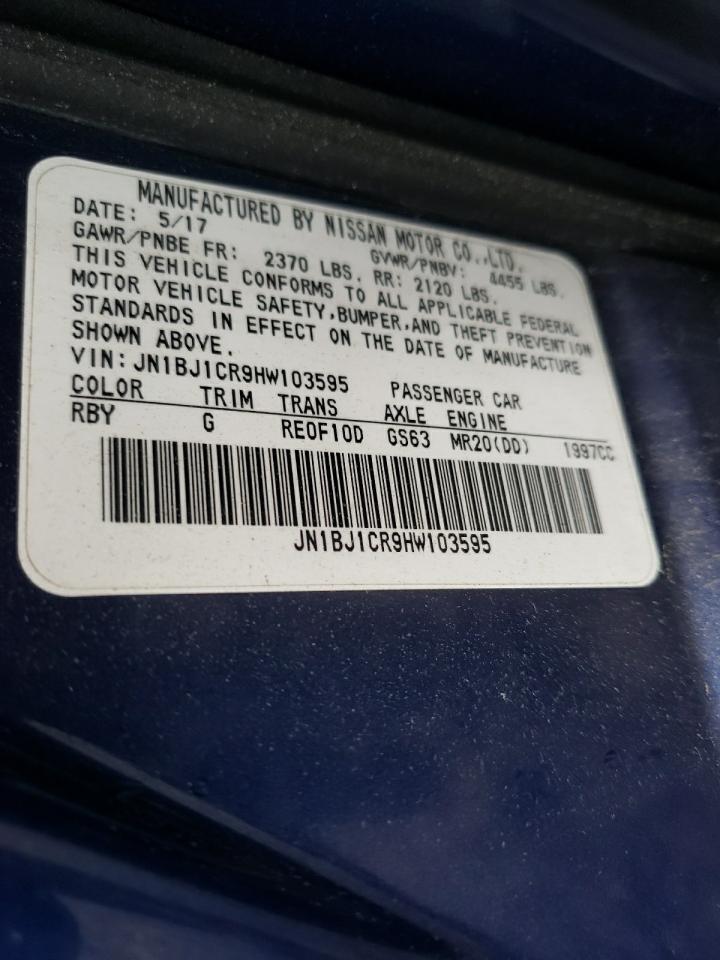 MANUFACTURED BY NISSAN MOTOR CO.,LTD.
DATE: 5/17 GVWR/PNBV: 4455 LBS.
GAWR/PNBE FR: 2370 LBS. RR: 2120 LBS.
THIS VEHICLE CONFORMS TO ALL APPLICABLE FEDERAL
MOTOR VEHICLE SAFETY,BUMPER,AND THEFT PREVENTION
STANDARDS IN EFFECT ON THE DATE OF MANUFACTURE
SHOWN ABOVE.
VIN: JN1BJ1CR9HW103595 PASSENGER CAR
COLOR TRIM TRANS AXLE ENGINE
RBY G RE0F10D GS63 MR20(DD) 1997CC
JN1BJ1CR9HW103595